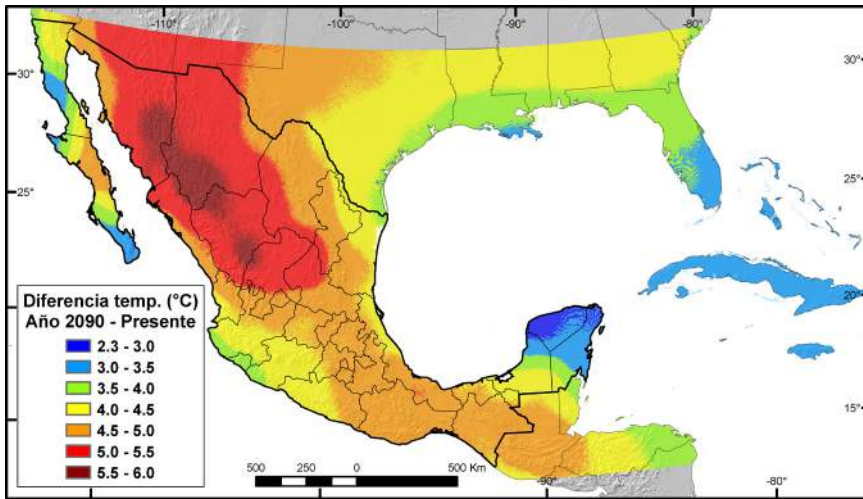 -110° -100° -90° -80°
30° 30°
25° 25°
20° 20°
15° 15°
Diferencia temp. (°C)
Año 2090 - Presente
2.3 - 3.0
3.0 - 3.5
3.5 - 4.0
4.0 - 4.5
4.5 - 5.0
5.0 - 5.5
5.5 - 6.0
500 250 0 500 Km
-90° -80°